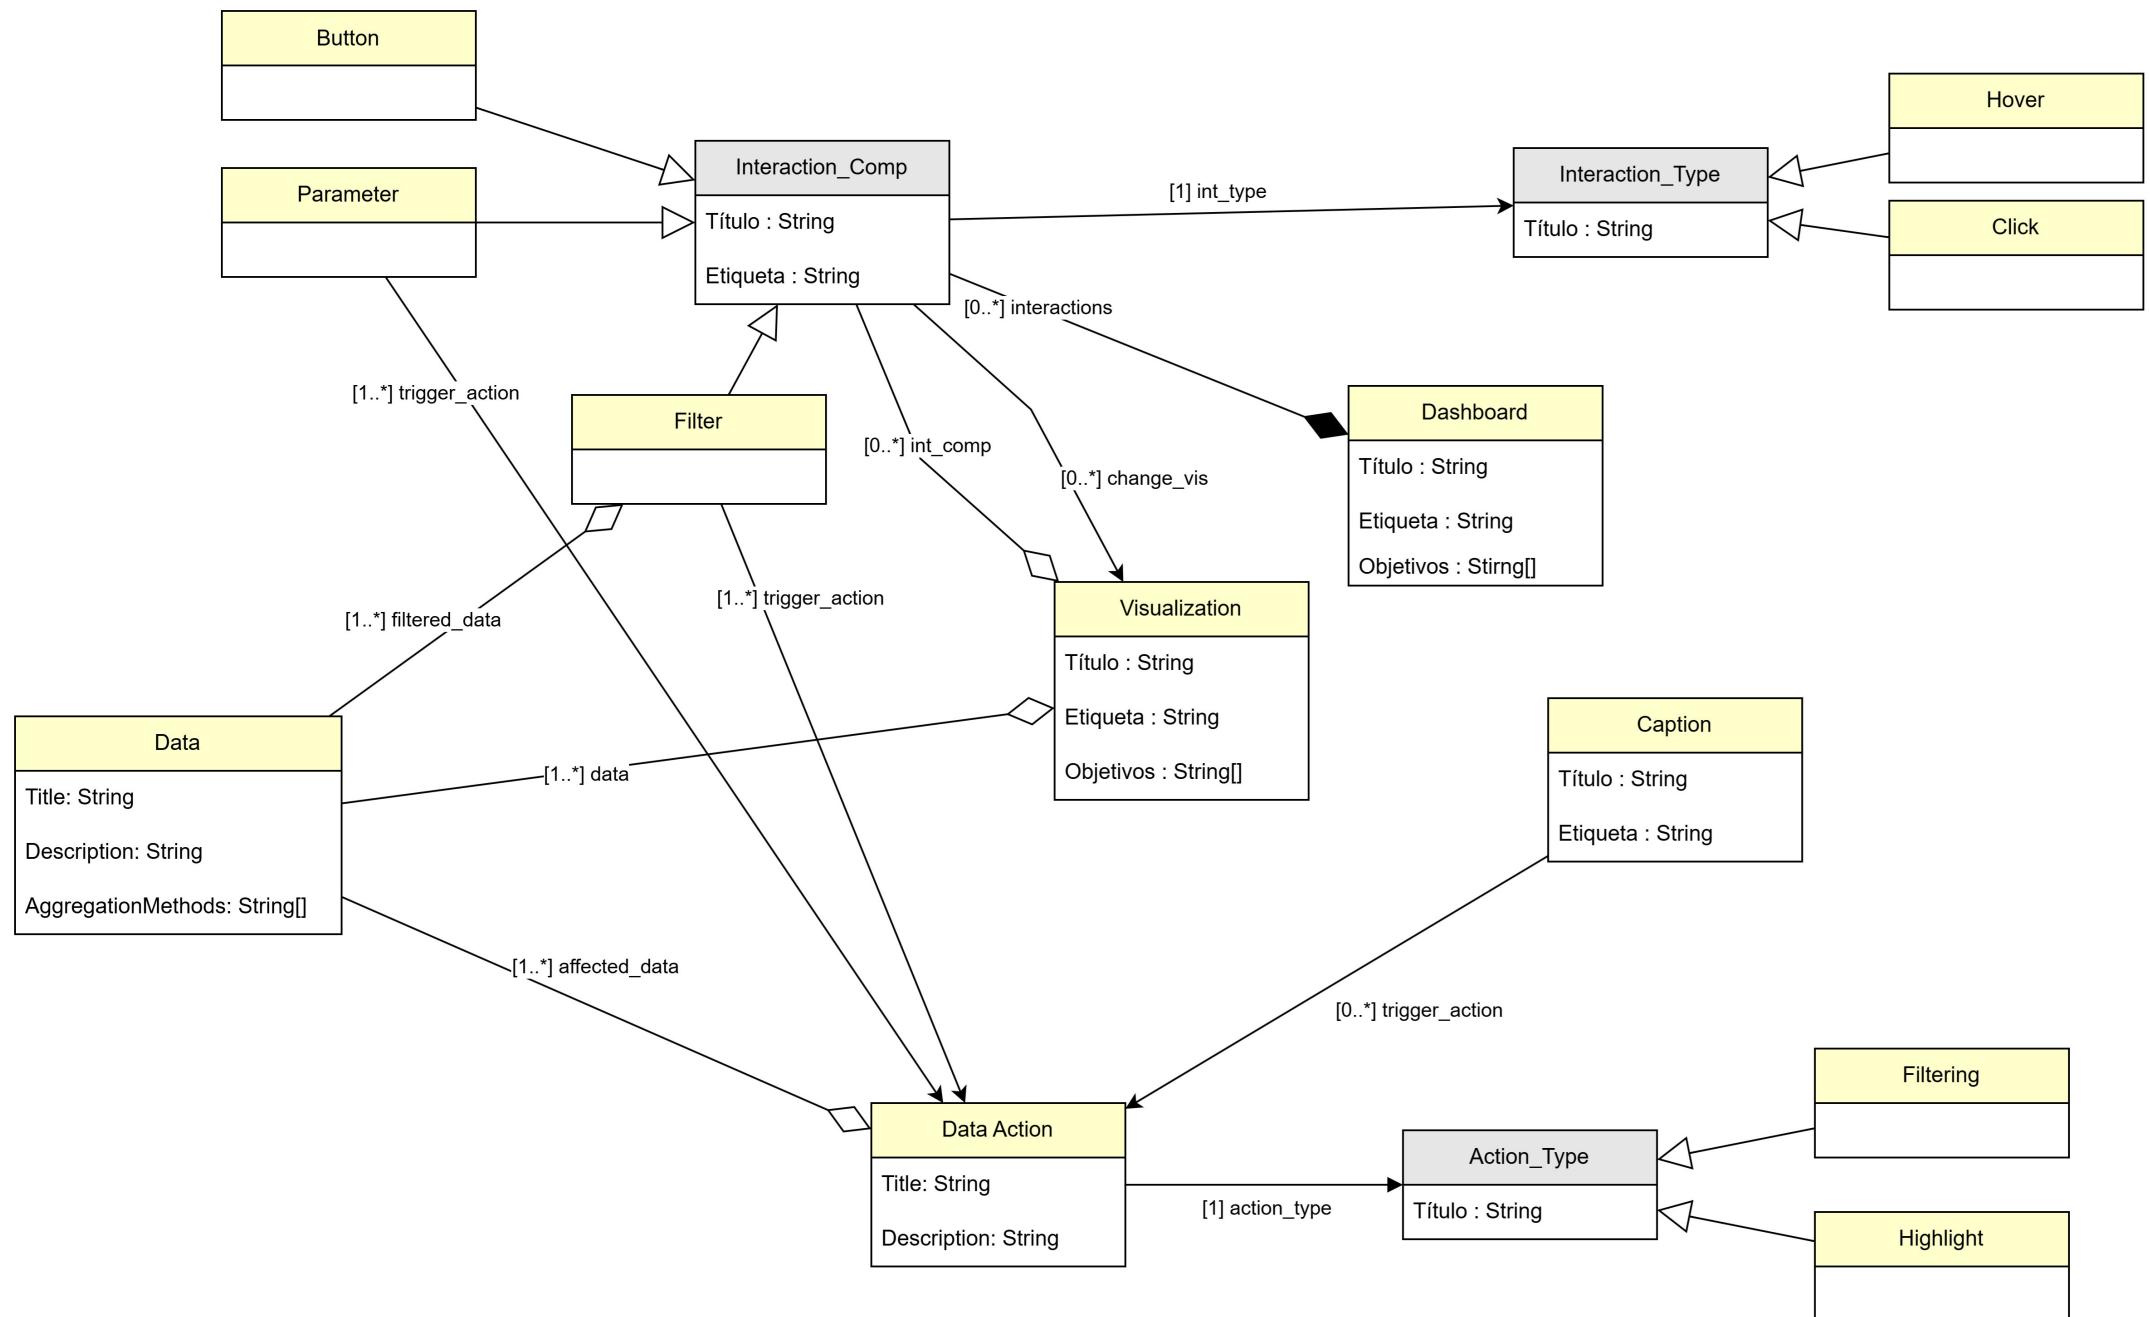 Button
Parameter
Interaction_Comp
Título : String
Etiqueta : String
[1] int_type
Interaction_Type
Título : String
Hover
Click
[0..*] interactions
[1..*] trigger_action
Filter
[0..*] int_comp
[0..*] change_vis
Dashboard
Título : String
Etiqueta : String
Objetivos : Stirng[]
[1..*] filtered_data
[1..*] trigger_action
Visualization
Título : String
Etiqueta : String
Objetivos : String[]
Data
Title: String
Description: String
AggregationMethods: String[]
[1..*] data
Caption
Título : String
Etiqueta : String
[1..*] affected_data
[0..*] trigger_action
Data Action
Title: String
Description: String
[1] action_type
Action_Type
Título : String
Filtering
Highlight